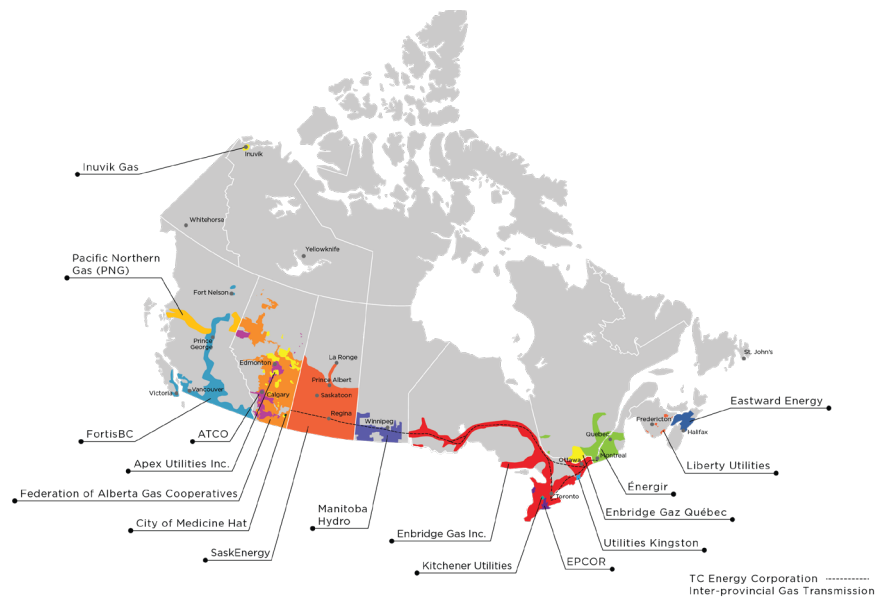 Inuvik Gas
Inuvik
Whitehorse
Yellowknife
Pacific Northern
Gas (PNG)
Fort Nelson
Prince
George
La Ronge
Edmonton
Prince Albert
St. John's
Victoria
Vancouver
Calgary
Saskatoon
Regina
Winnipeg
Fredericton
Halifax
Eastward Energy
Quebec
Montreal
Ottawa
Toronto
FortisBC
ATCO
Apex Utilities Inc.
Federation of Alberta Gas Cooperatives
City of Medicine Hat
SaskEnergy
Manitoba
Hydro
Enbridge Gas Inc.
Kitchener Utilities
EPCOR
Utilities Kingston
Enbridge Gaz Québec
Énergir
Liberty Utilities
TC Energy Corporation
Inter-provincial Gas Transmission